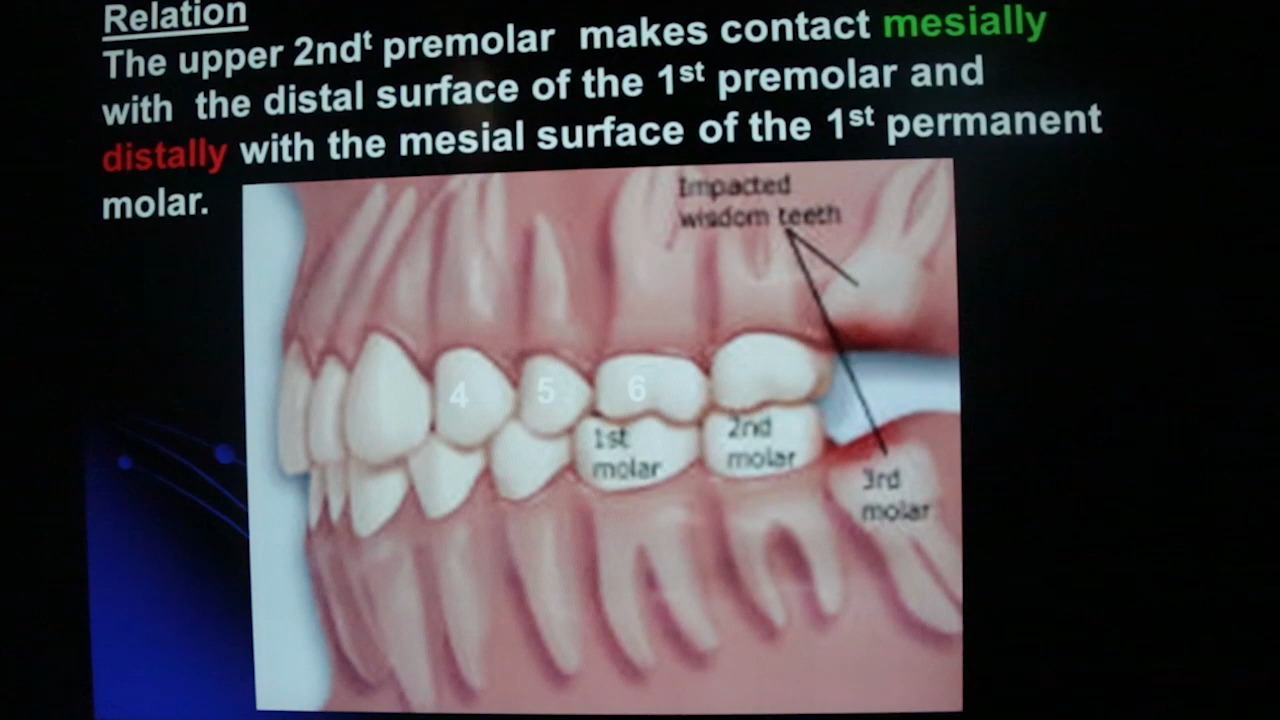 Relation
The upper 2ndt premolar makes contact mesially
with the distal surface of the 1st premolar and
distally with the mesial surface of the 1st permanent
molar.
Impacted
wisdom teeth
4 5 6
1st
molar
2nd
molar
3rd
molar